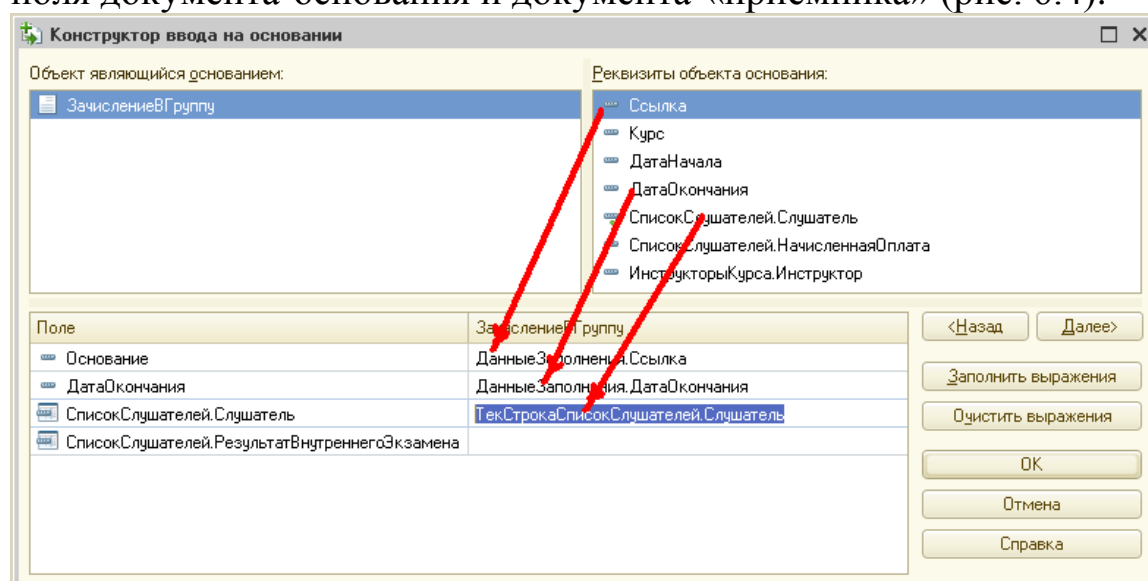 поля документа-основания и документа «приемника» (рис. 6.4).
Конструктор ввода на основании
Объект являющийся основанием:
ЗачислениеВГруппу
Реквизиты объекта основания:
Ссылка
Курс
ДатаНачала
ДатаОкончания
СписокСлушателей.Слушатель
СписокСлушателей.НачисленнаяОплата
ИнструкторыКурса.Инструктор
Поле ЗачислениеВГруппу
Основание ДанныеЗаполнения.Ссылка
ДатаОкончания ДанныеЗаполнения.ДатаОкончания
СписокСлушателей.Слушатель ТекСтрокаСписокСлушателей.Слушатель
СписокСлушателей.РезультатВнутреннегоЭкзамена
<Назад Далее>
Заполнить выражения
Очистить выражения
ОК
Отмена
Справка